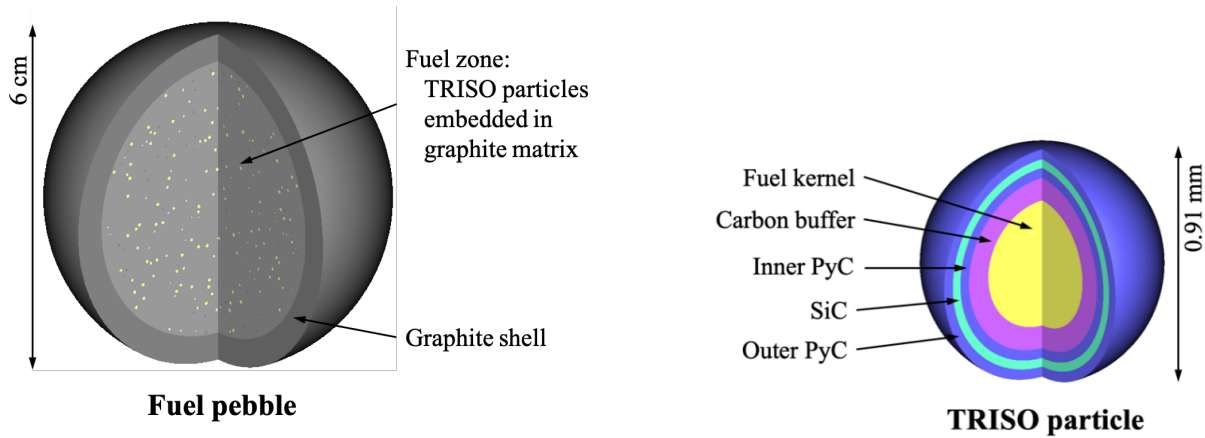 6 cm
Fuel zone:
TRISO particles
embedded in
graphite matrix
Graphite shell
Fuel pebble
Fuel kernel
Carbon buffer
Inner PyC
SiC
Outer PyC
0.91 mm
TRISO particle